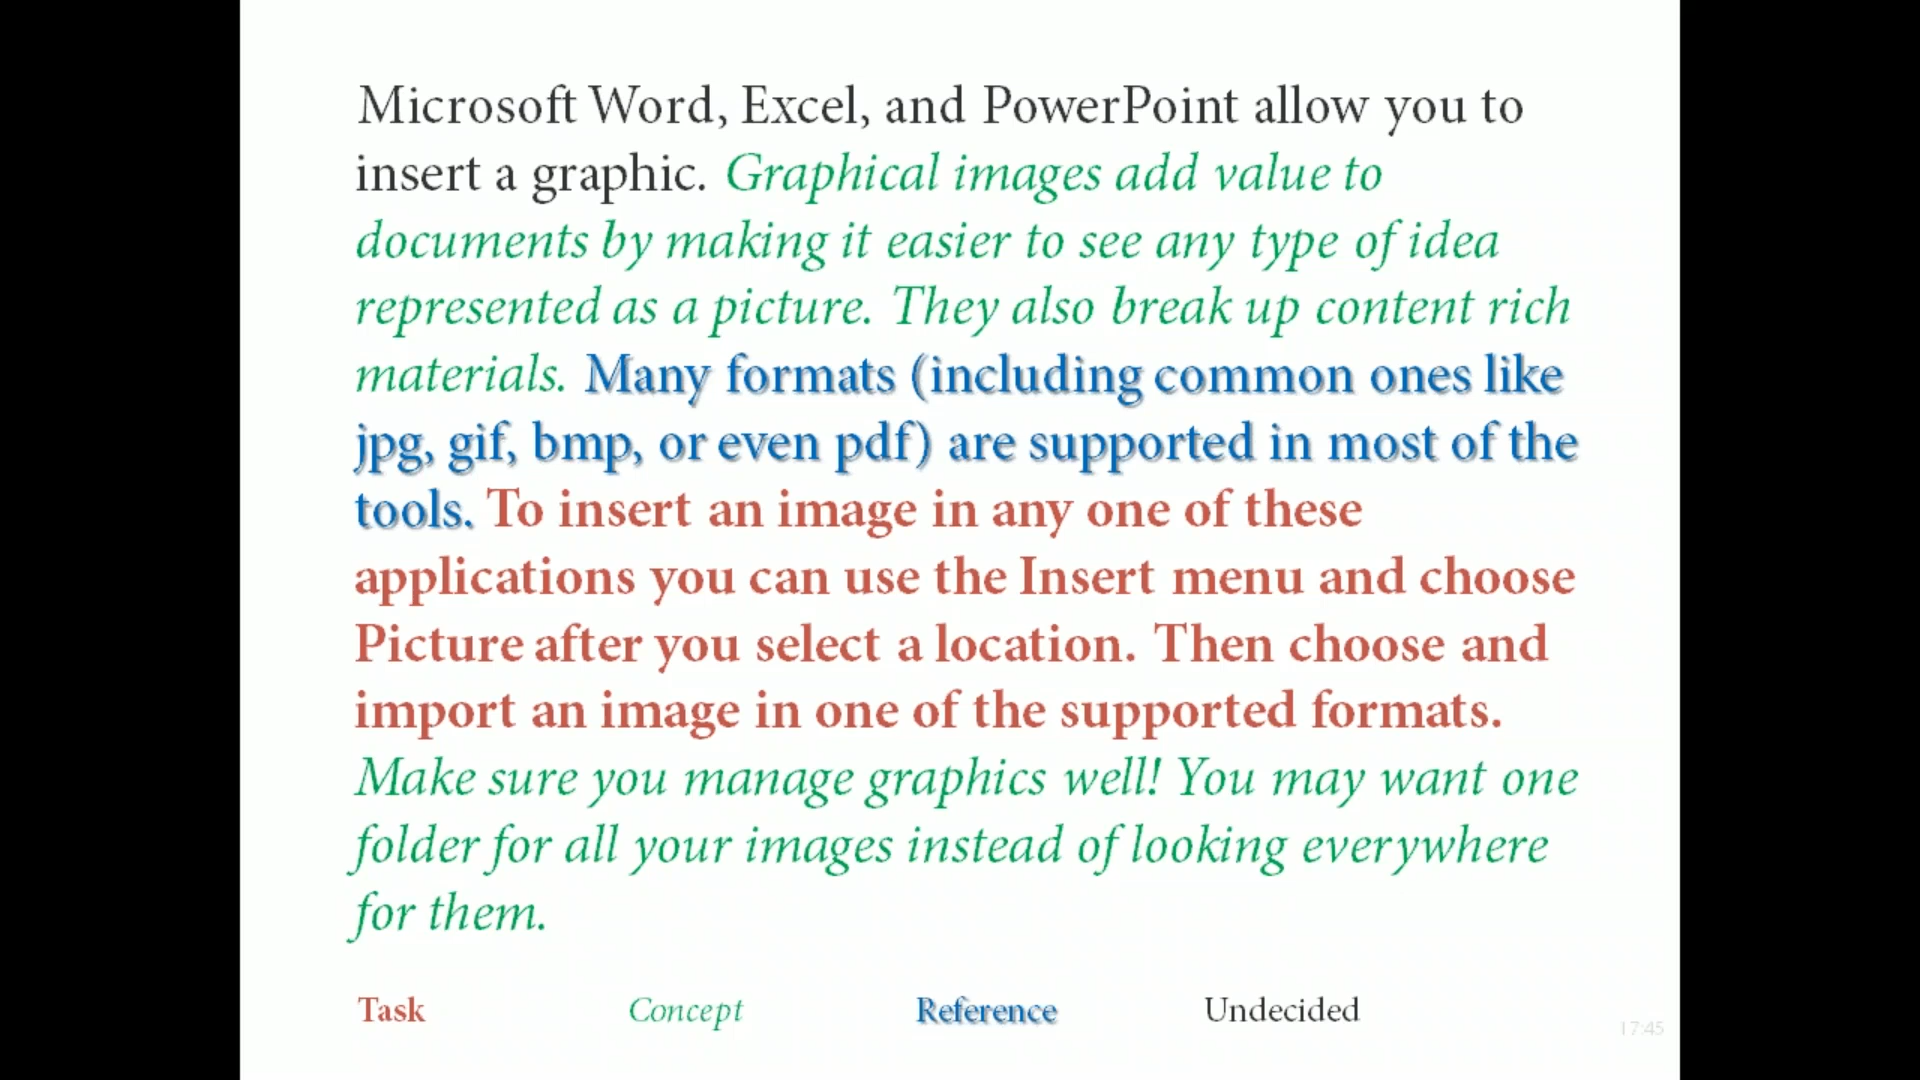 Microsoft Word, Excel, and PowerPoint allow you to
insert a graphic. Graphical images add value to
documents by making it easier to see any type of idea
represented as a picture. They also break up content rich
materials. Many formats (including common ones like
jpg, gif, bmp, or even pdf) are supported in most of the
tools. To insert an image in any one of these
applications you can use the Insert menu and choose
Picture after you select a location. Then choose and
import an image in one of the supported formats.
Make sure you manage graphics well! You may want one
folder for all your images instead of looking everywhere
for them.
Task Concept Reference Undecided
17:45